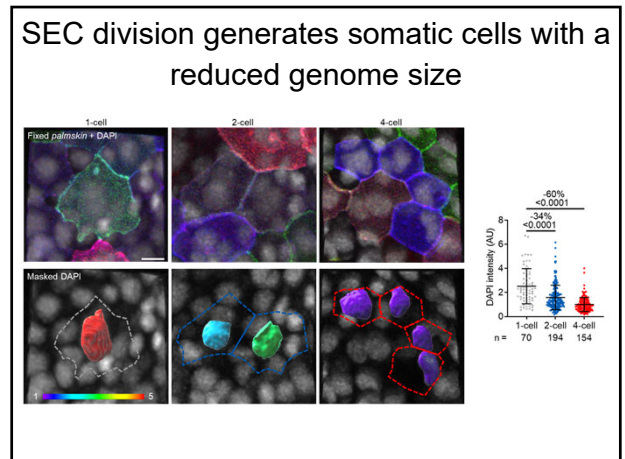 SEC division generates somatic cells with a
reduced genome size
1-cell
2-cell
4-cell
Fixed palmskin + DAPI
Masked DAPI
1
5
-60%
<0.0001
-34%
<0.0001
DAPI intensity (AU)
8
6
4
2
0
1-cell 2-cell 4-cell
n = 70 194 154